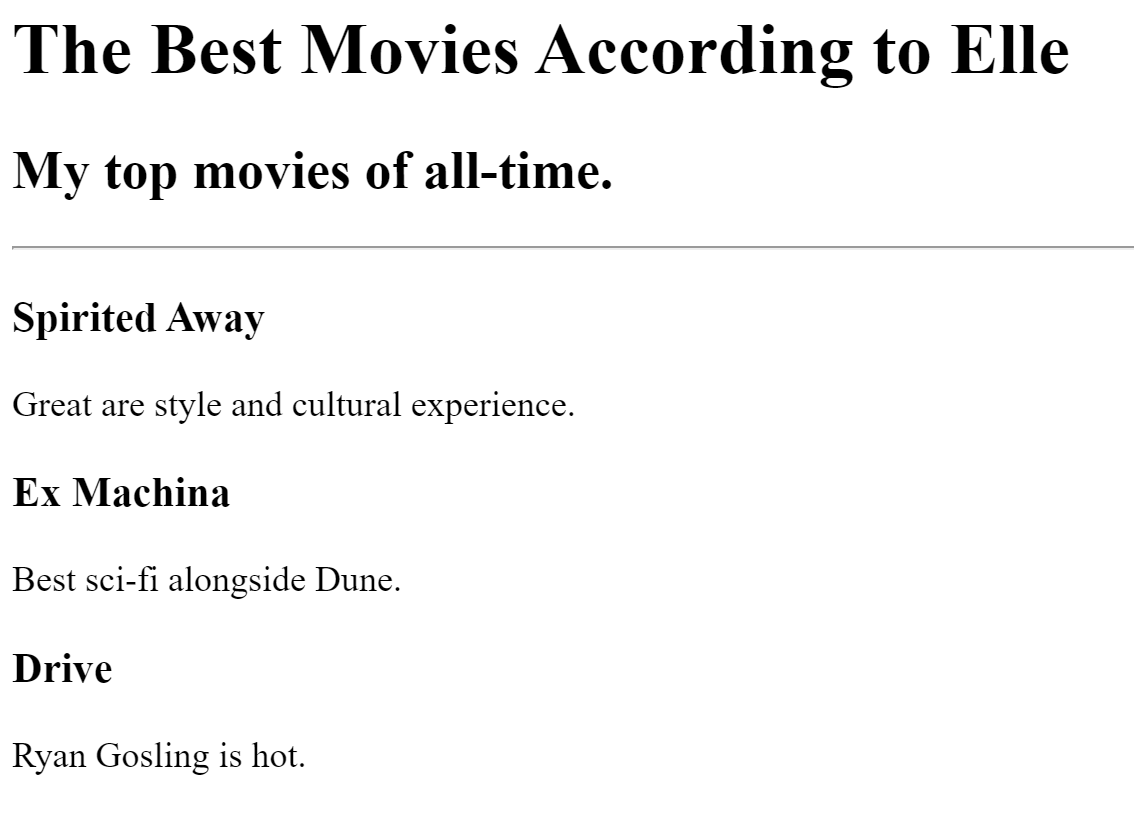 The Best Movies According to Elle
My top movies of all-time.
Spirited Away
Great are style and cultural experience.
Ex Machina
Best sci-fi alongside Dune.
Drive
Ryan Gosling is hot.